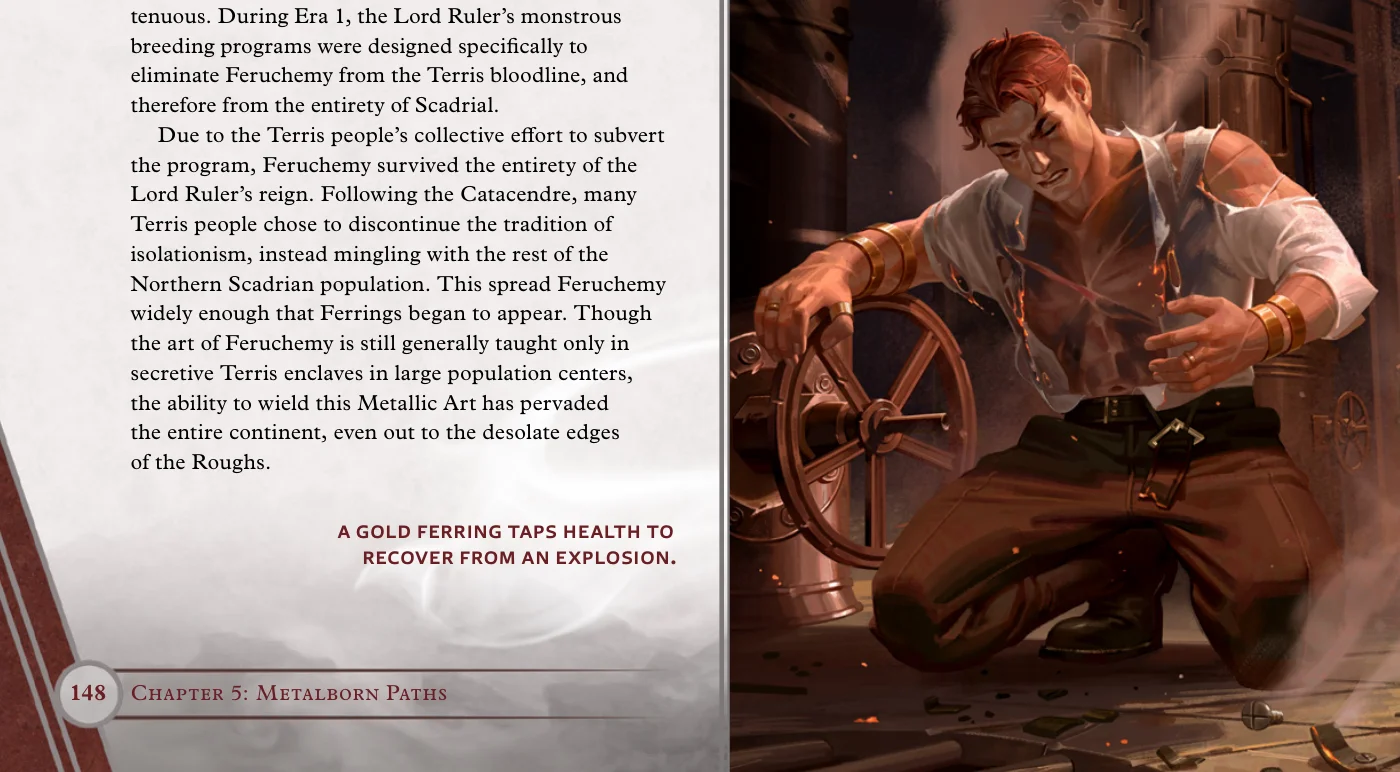 tenuous. During Era 1, the Lord Ruler’s monstrous
breeding programs were designed specifically to
eliminate Feruchemy from the Terris bloodline, and
therefore from the entirety of Scadrial.
Due to the Terris people’s collective effort to subvert
the program, Feruchemy survived the entirety of the
Lord Ruler’s reign. Following the Catacendre, many
Terris people chose to discontinue the tradition of
isolationism, instead mingling with the rest of the
Northern Scadrian population. This spread Feruchemy
widely enough that Ferrings began to appear. Though
the art of Feruchemy is still generally taught only in
secretive Terris enclaves in large population centers,
the ability to wield this Metallic Art has pervaded
the entire continent, even out to the desolate edges
of the Roughs.
A GOLD FERRING TAPS HEALTH TO
RECOVER FROM AN EXPLOSION.
148 Chapter 5: Metalborn Paths